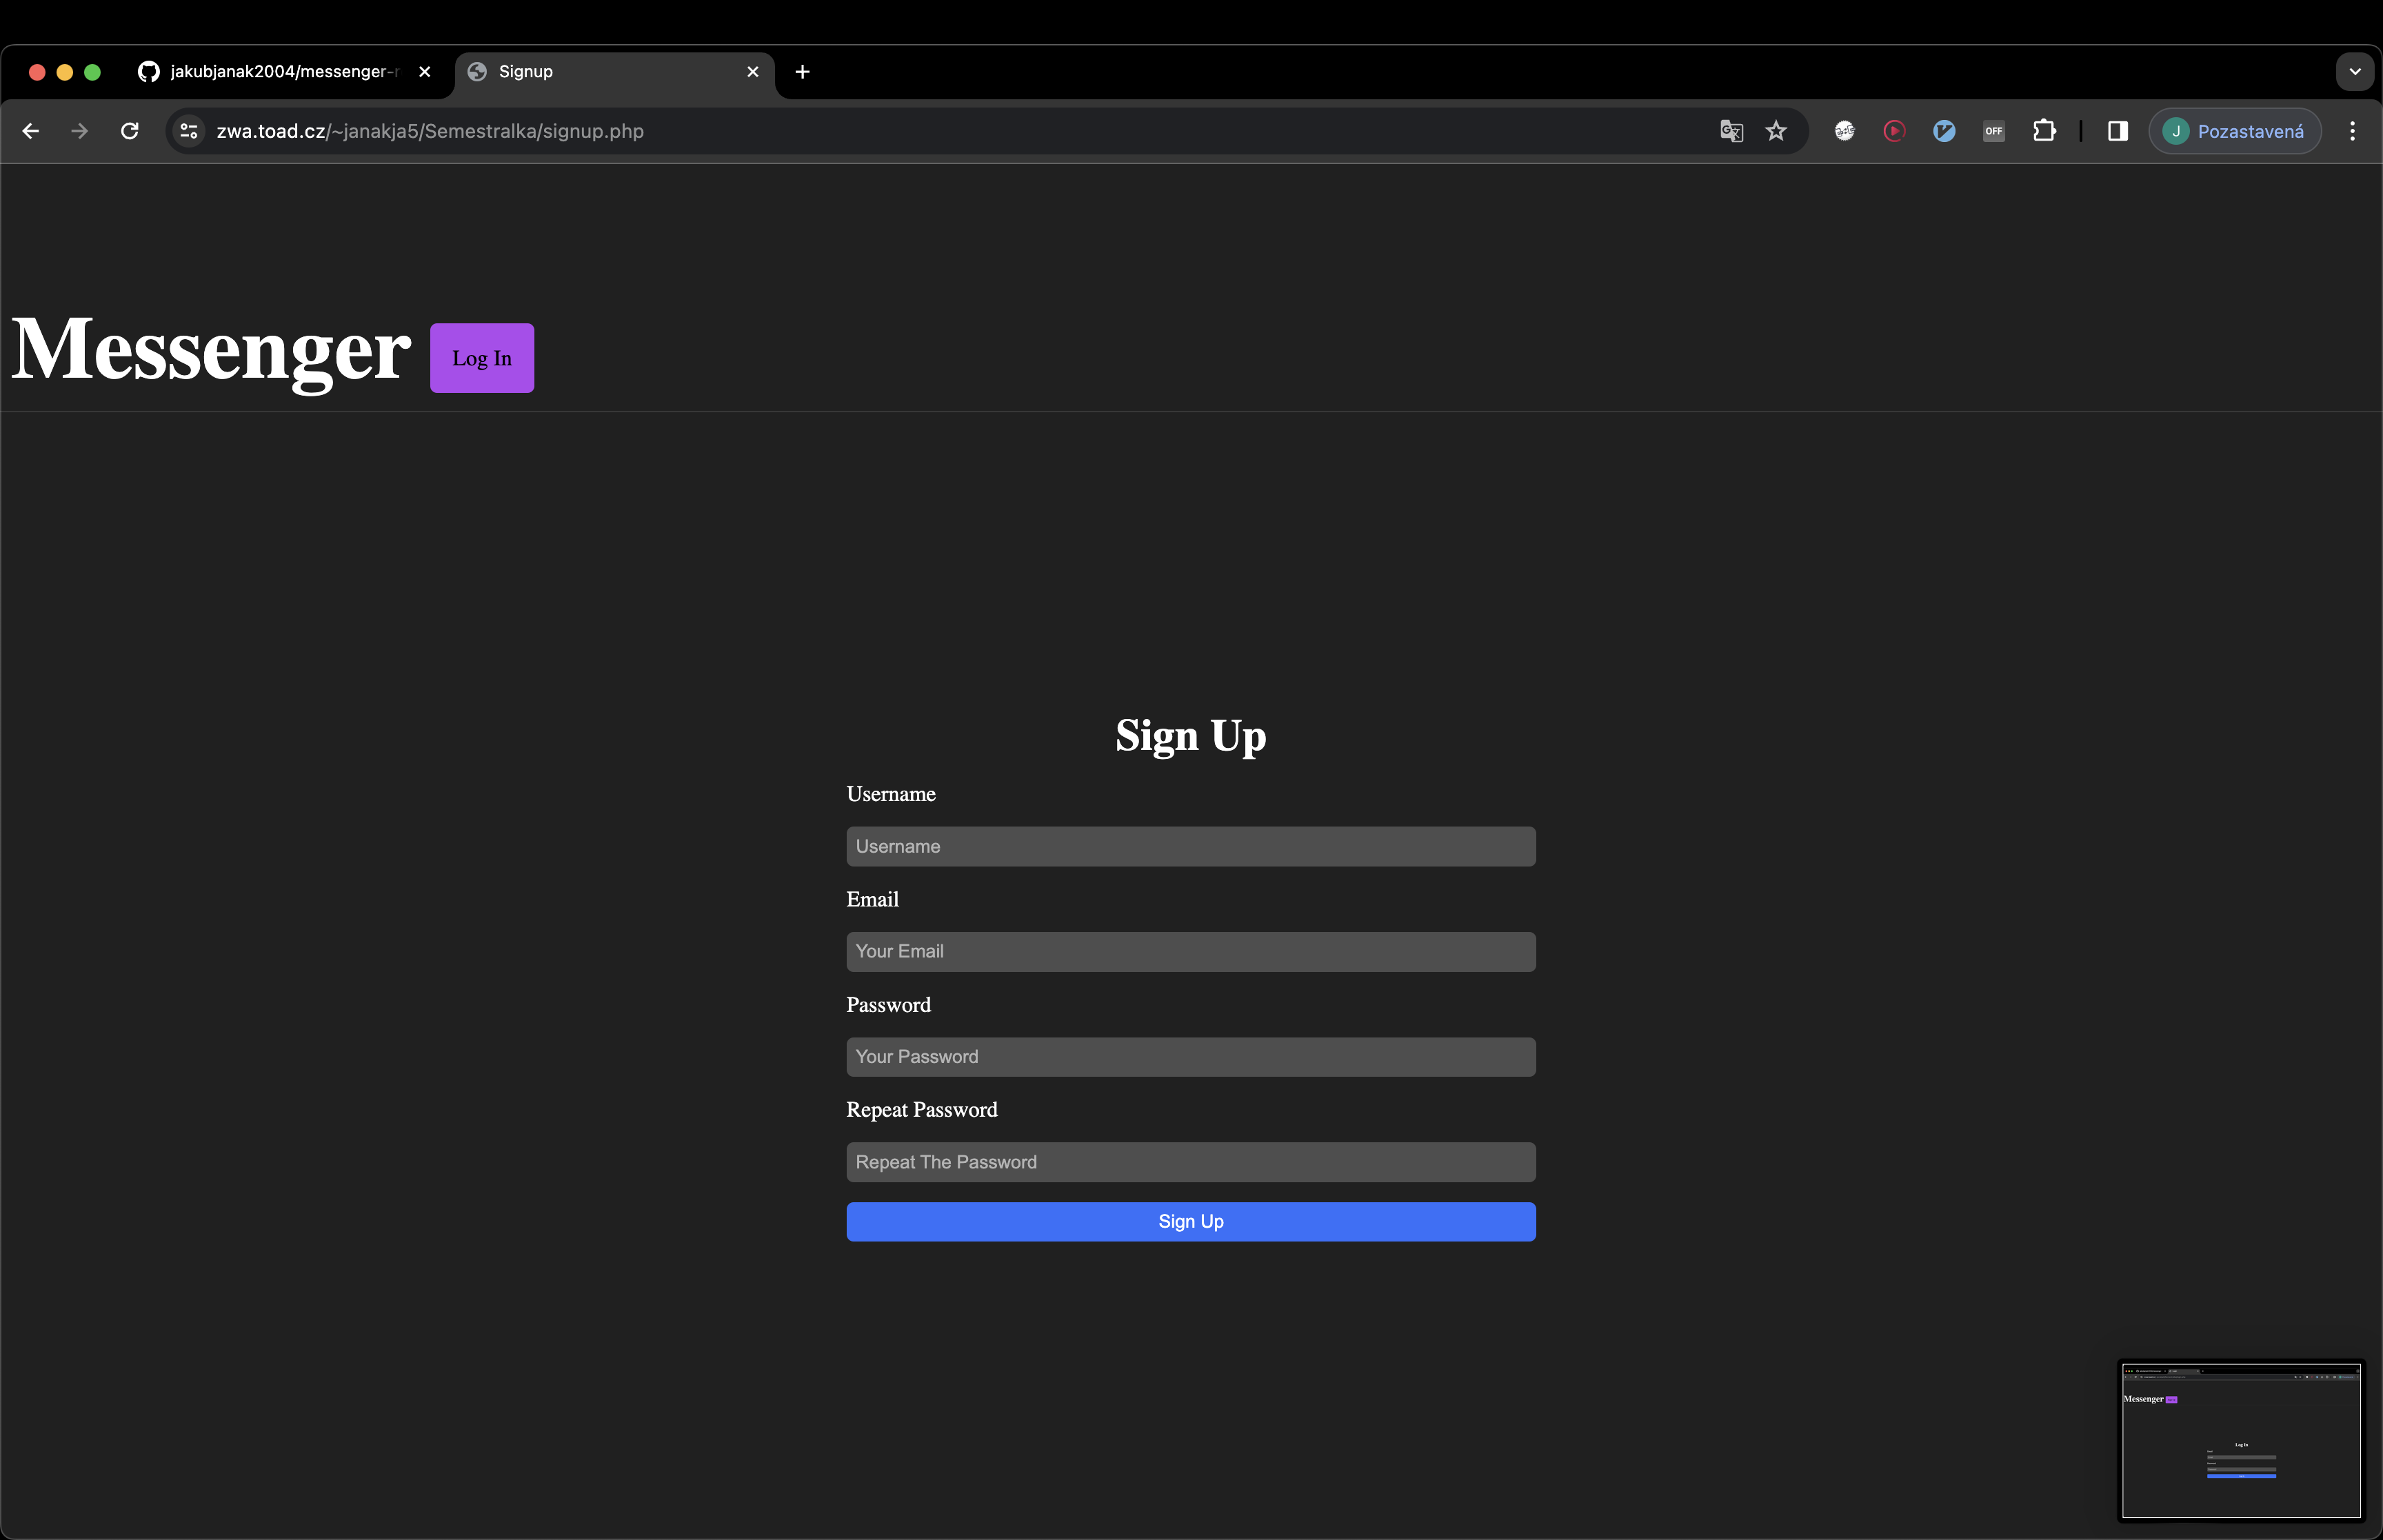 jakubjanak2004/messenger-r
Signup
zwa.toad.cz/~janakja5/Semestralka/signup.php
OFF
J
Pozastavená
Messenger
Log In
Sign Up
Username
Username
Email
Your Email
Password
Your Password
Repeat Password
Repeat The Password
Sign Up
Messenger
Log In